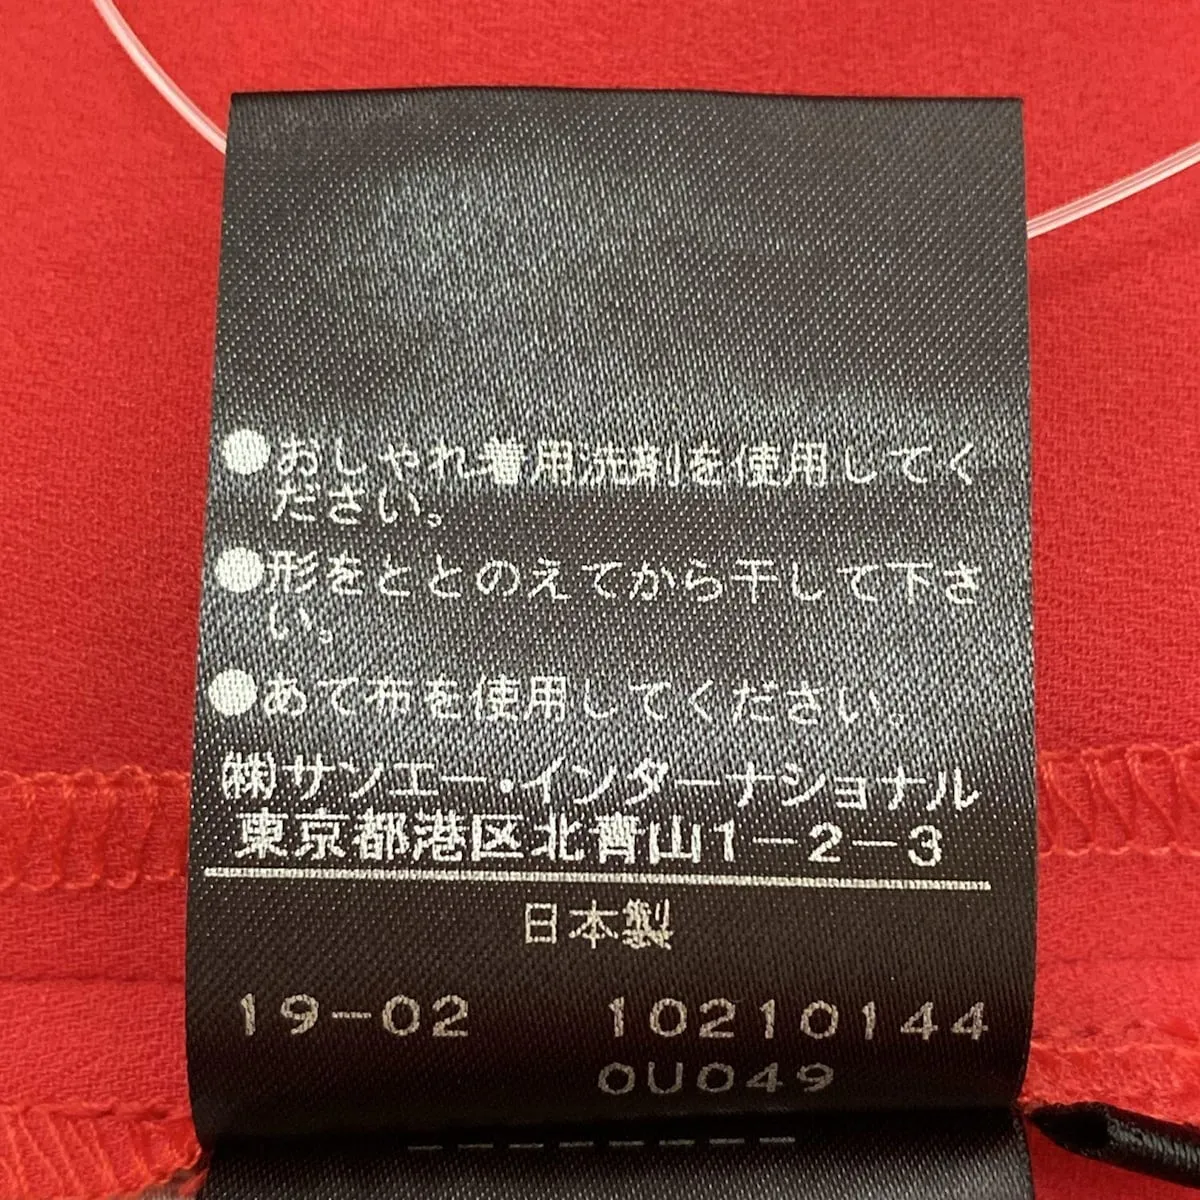 ●おしゃれ着用洗剤を使用してく
ださい。
●形をととのえてから干して下さ
い。
●あて布を使用してください。
㈱サンエー・インターナショナル
東京都港区北青山1-2-3
日本製
19-02 10210144
0U049